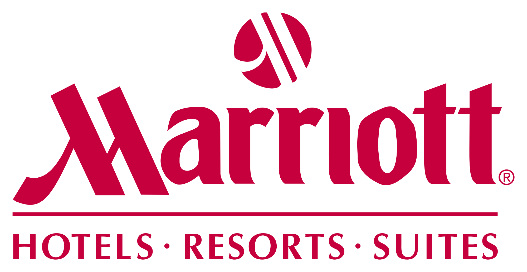 Marriott®
HOTELS · RESORTS · SUITES